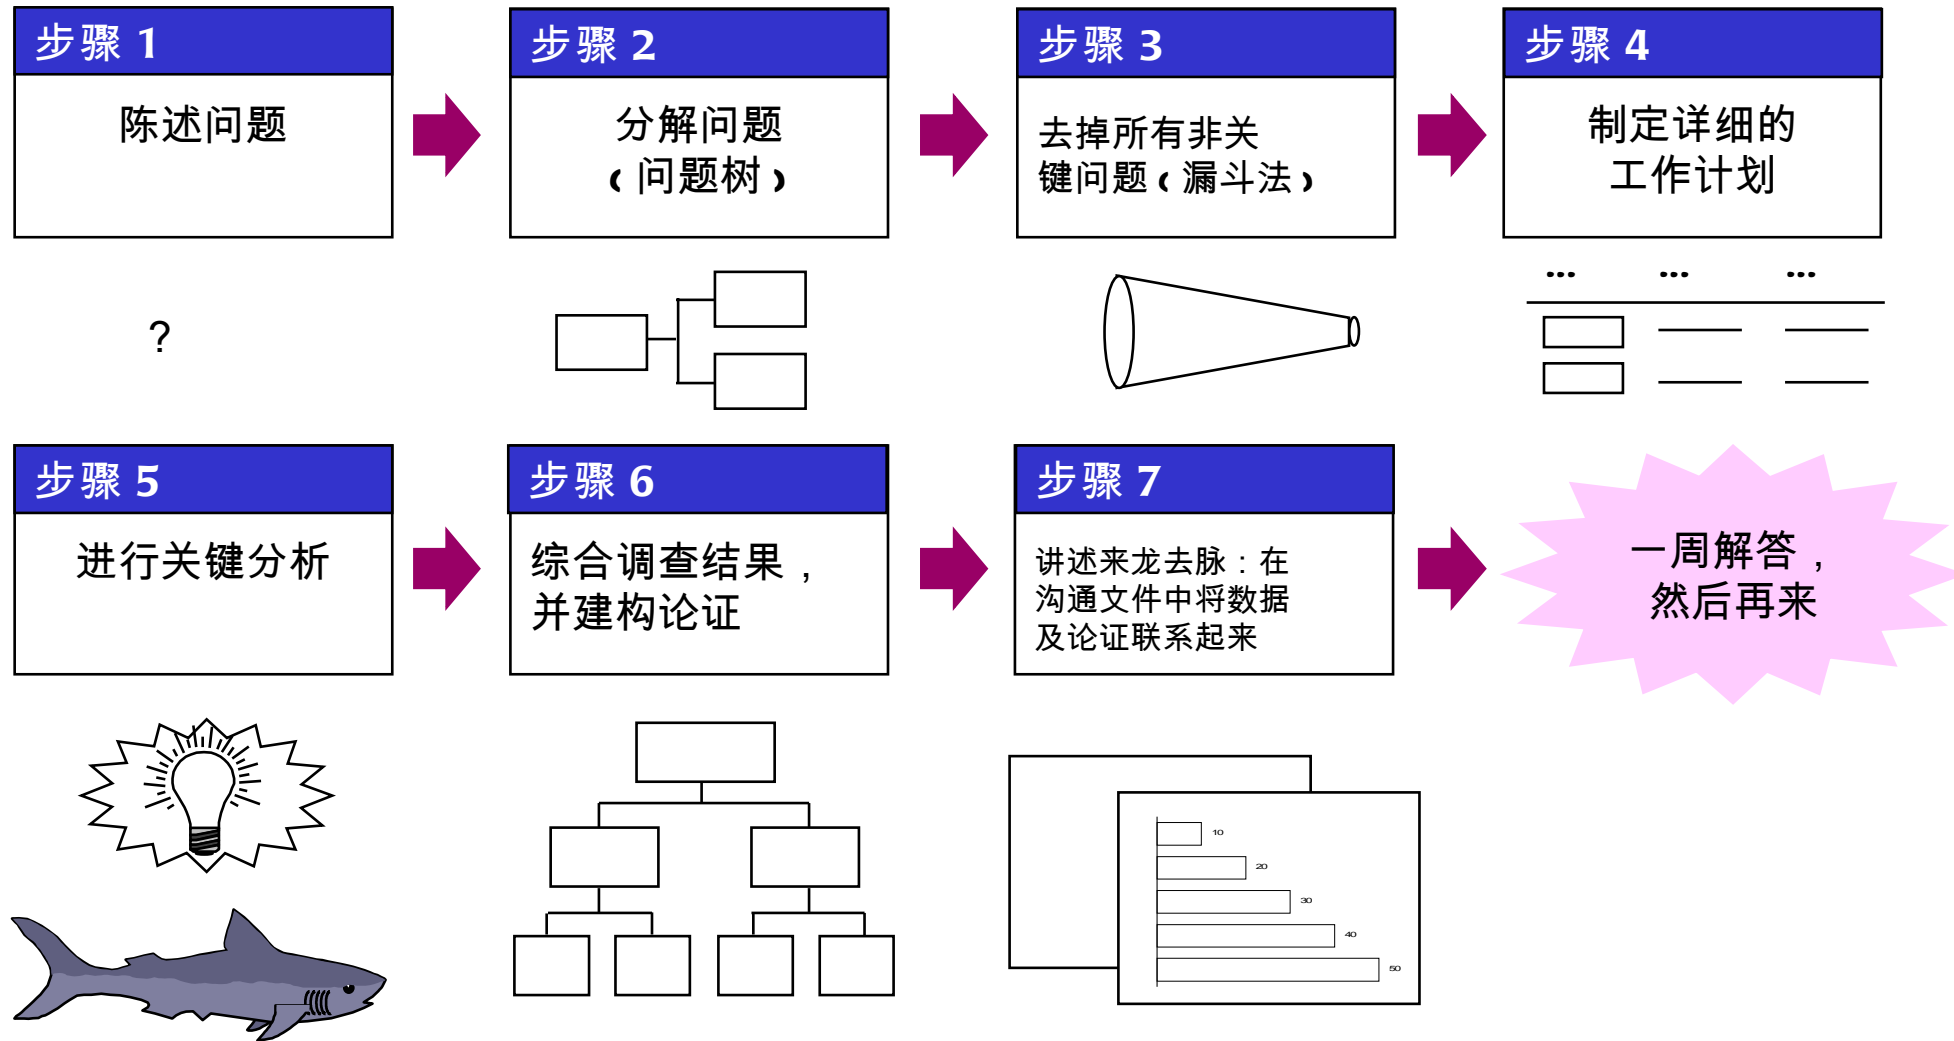 步骤 1
陈述问题
步骤 2
分解问题
(问题树)
步骤 3
去掉所有非关
键问题(漏斗法)
步骤 4
制定详细的
工作计划
?
... ... ...
步骤 5
进行关键分析
步骤 6
综合调查结果,
并建构论证
步骤 7
讲述来龙去脉:在
沟通文件中将数据
及论证联系起来
一周解答,
然后再来
10
20
30
40
50